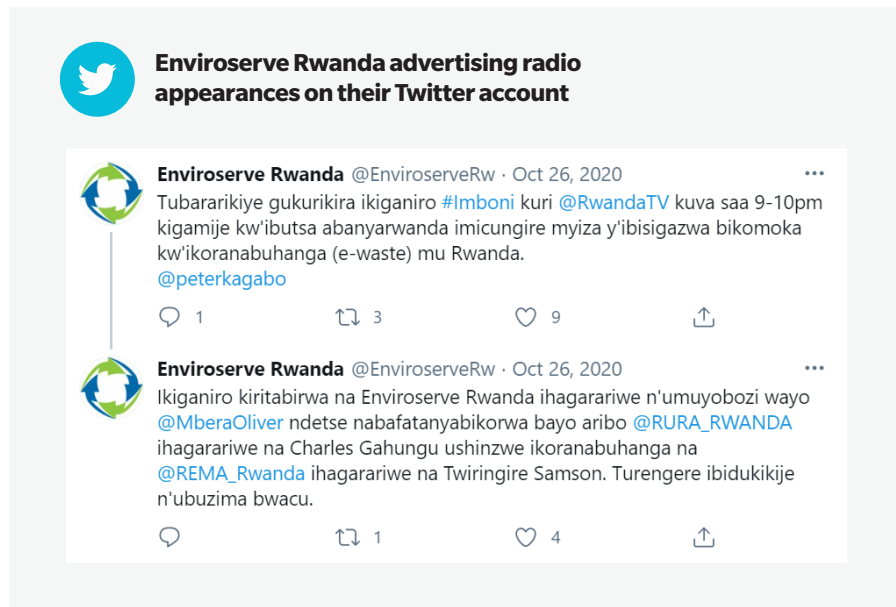 Enviroserve Rwanda advertising radio
appearances on their Twitter account
Enviroserve Rwanda @EnviroserveRw · Oct 26, 2020
Tubararikiye gukurikira ikiganiro #Imboni kuri @RwandaTV kuva saa 9-10pm
kigamije kw'ibutsa abanyarwanda imicungire myiza y'ibisigazwa bikomoka
kw'ikoranabuhanga (e-waste) mu Rwanda.
@peterkagabo
1 3 9
Enviroserve Rwanda @EnviroserveRw · Oct 26, 2020
Ikiganiro kiritabirwa na Enviroserve Rwanda ihagarariwe n'umuyobozi wayo
@MberaOliver ndetse nabafatanyabikorwa bayo aribo @RURA_RWANDA
ihagarariwe na Charles Gahungu ushinzwe ikoranabuhanga na
@REMA_Rwanda ihagarariwe na Twiringire Samson. Turengere ibidukikije
n'ubuzima bwacu.
1 4